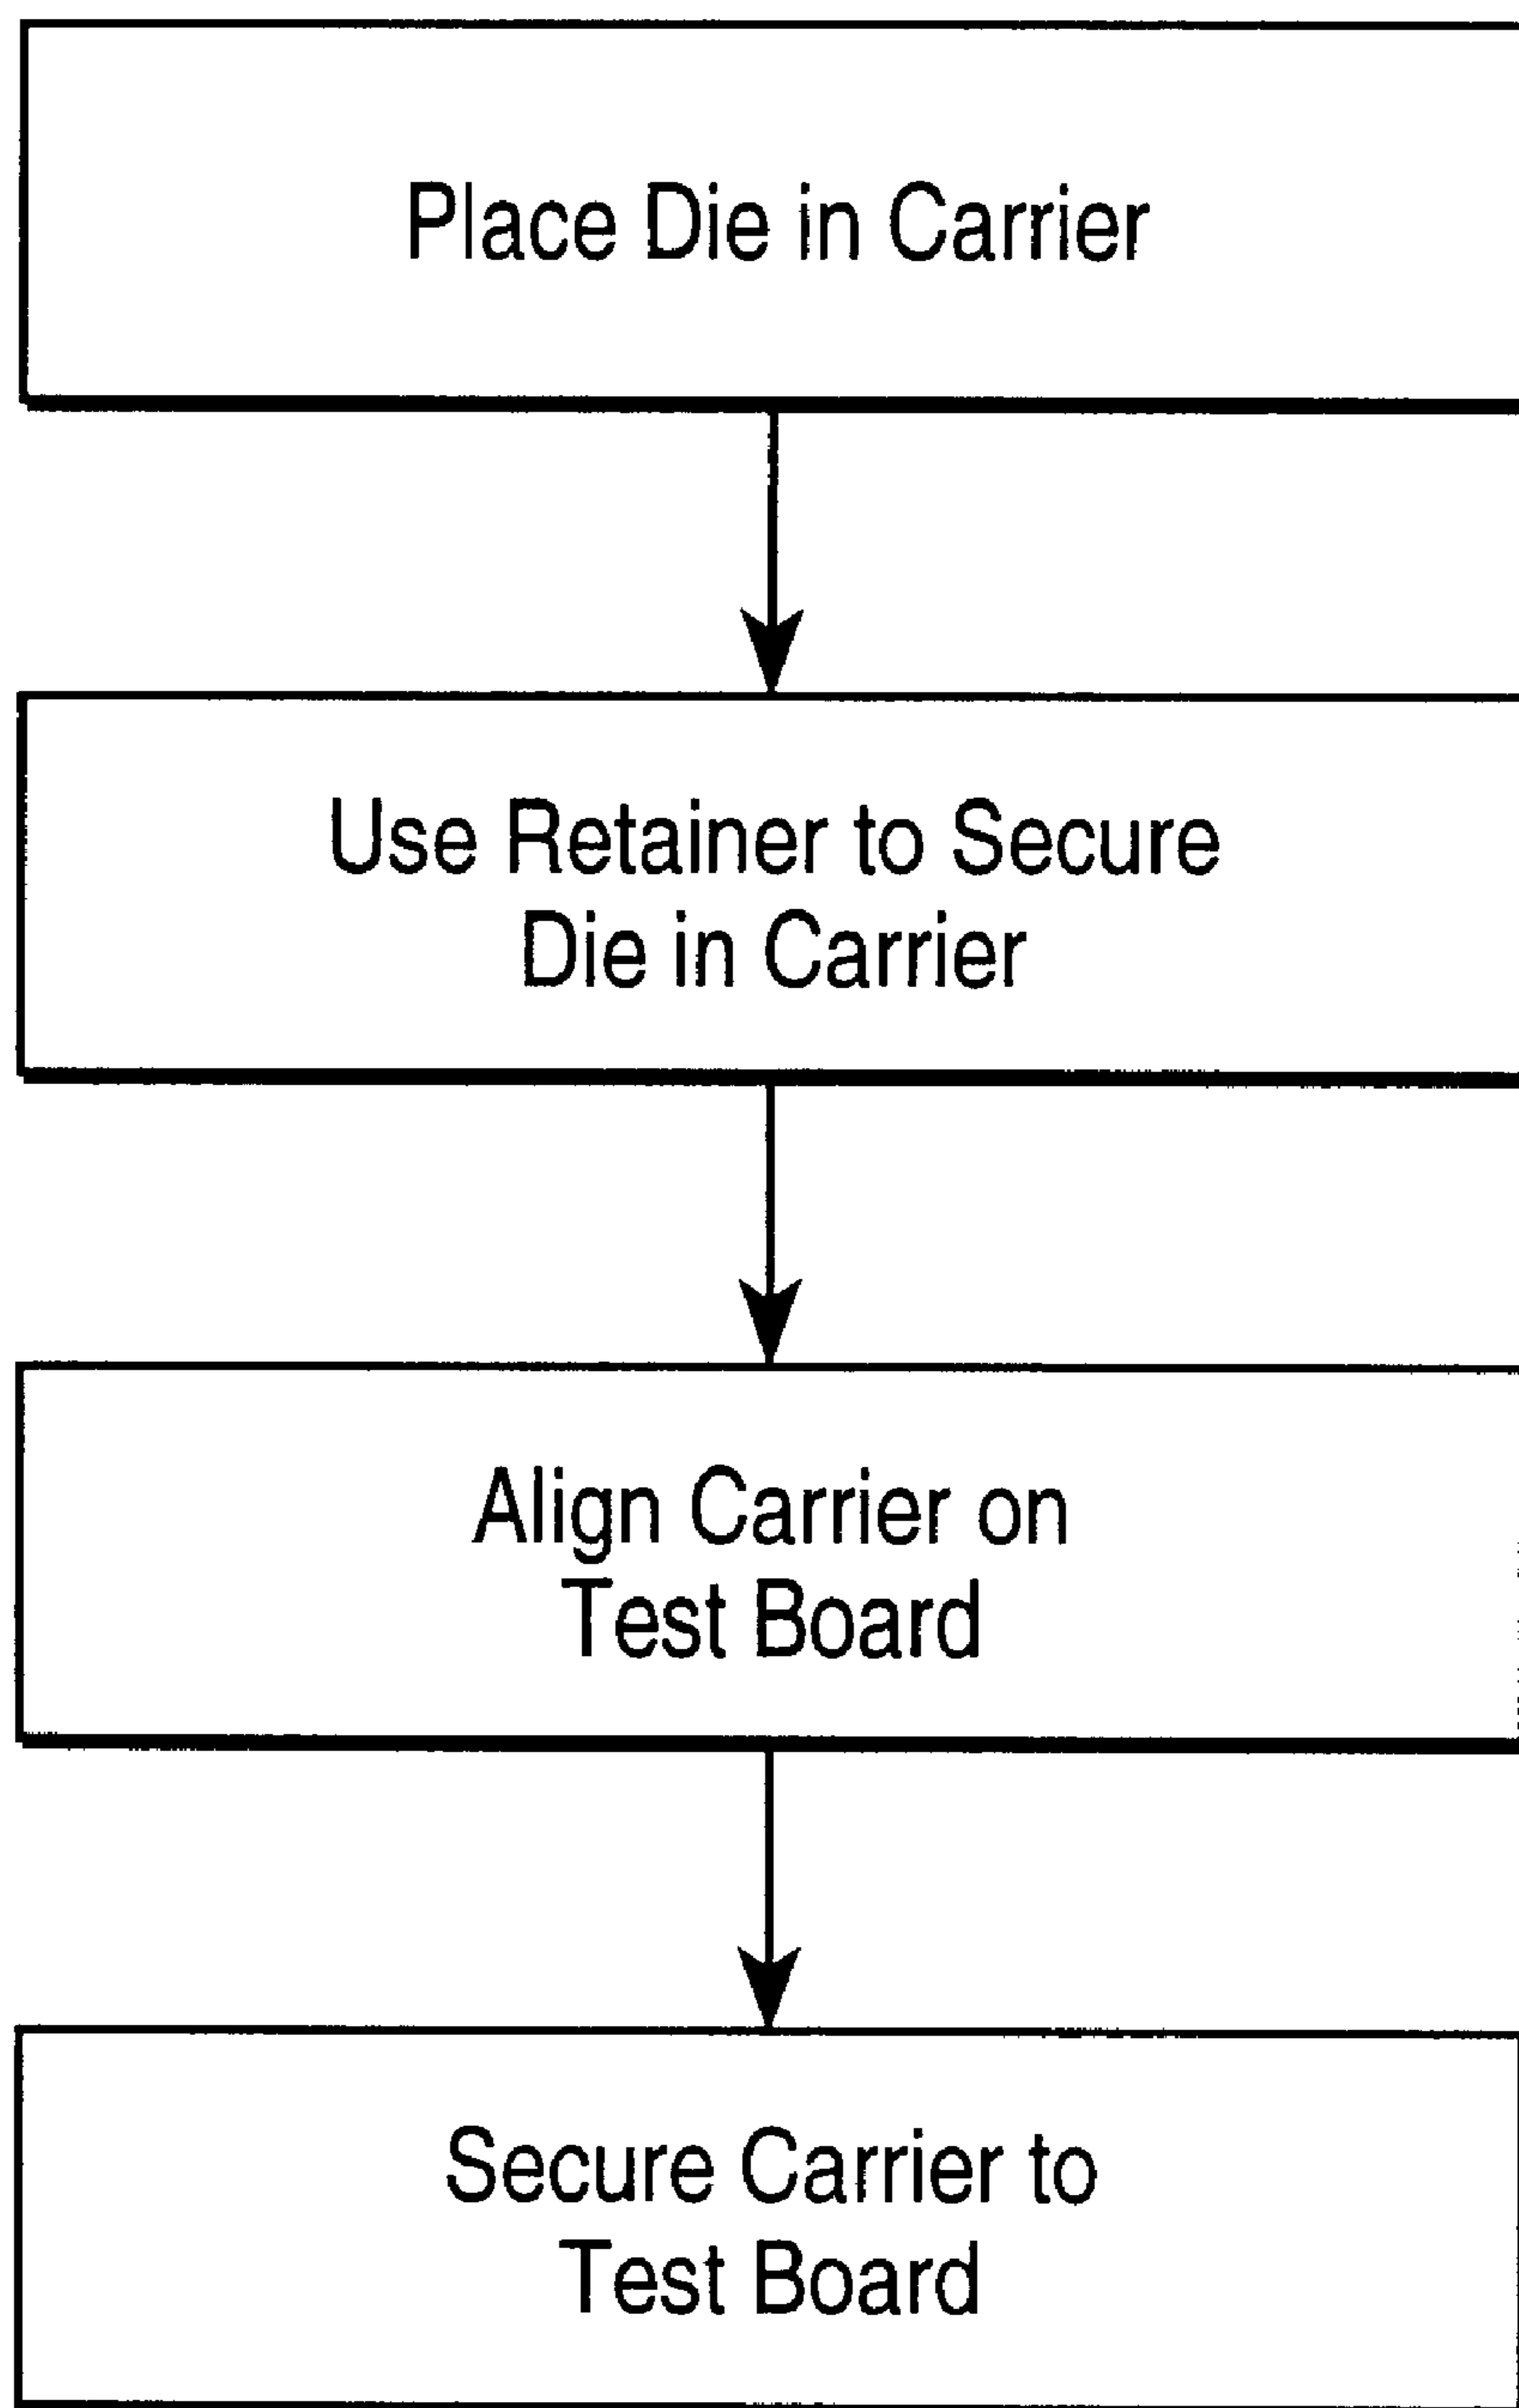 Place Die in Carrier
Use Retainer to Secure
Die in Carrier
Align Carrier on
Test Board
Secure Carrier to
Test Board